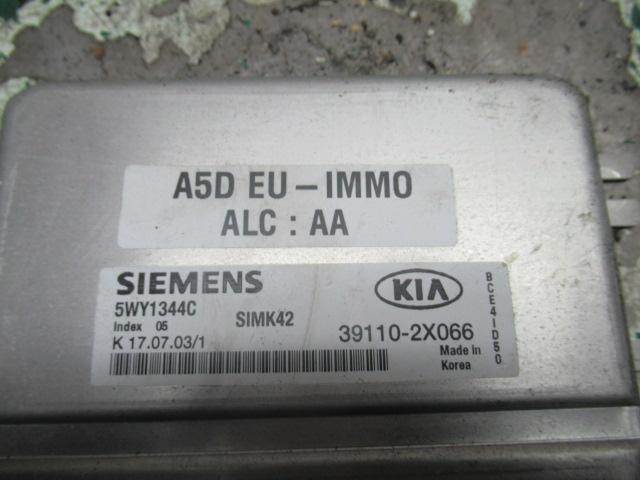 A5D EU – IMMO
ALC : AA
SIEMENS
KIA
5WY1344C
SIMK42
Index 05
39110-2X066
K 17.07.03/1
Made in
Korea
BCE4ID50